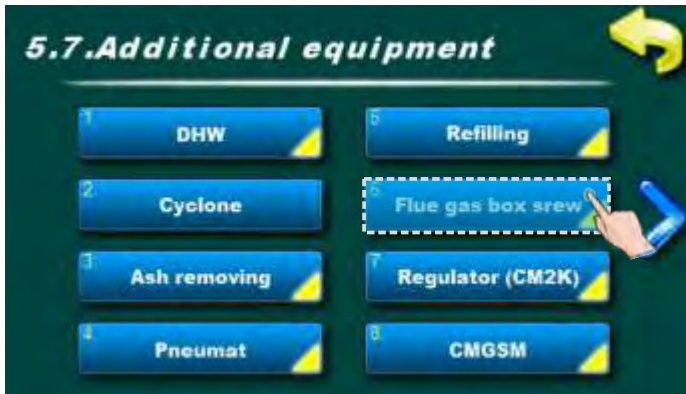 5.7.Additional equipment
1
DHW
5
Refilling
2
Cyclone
6
Flue gas box srew
3
Ash removing
7
Regulator (CM2K)
4
Pneumat
8
CMGSM